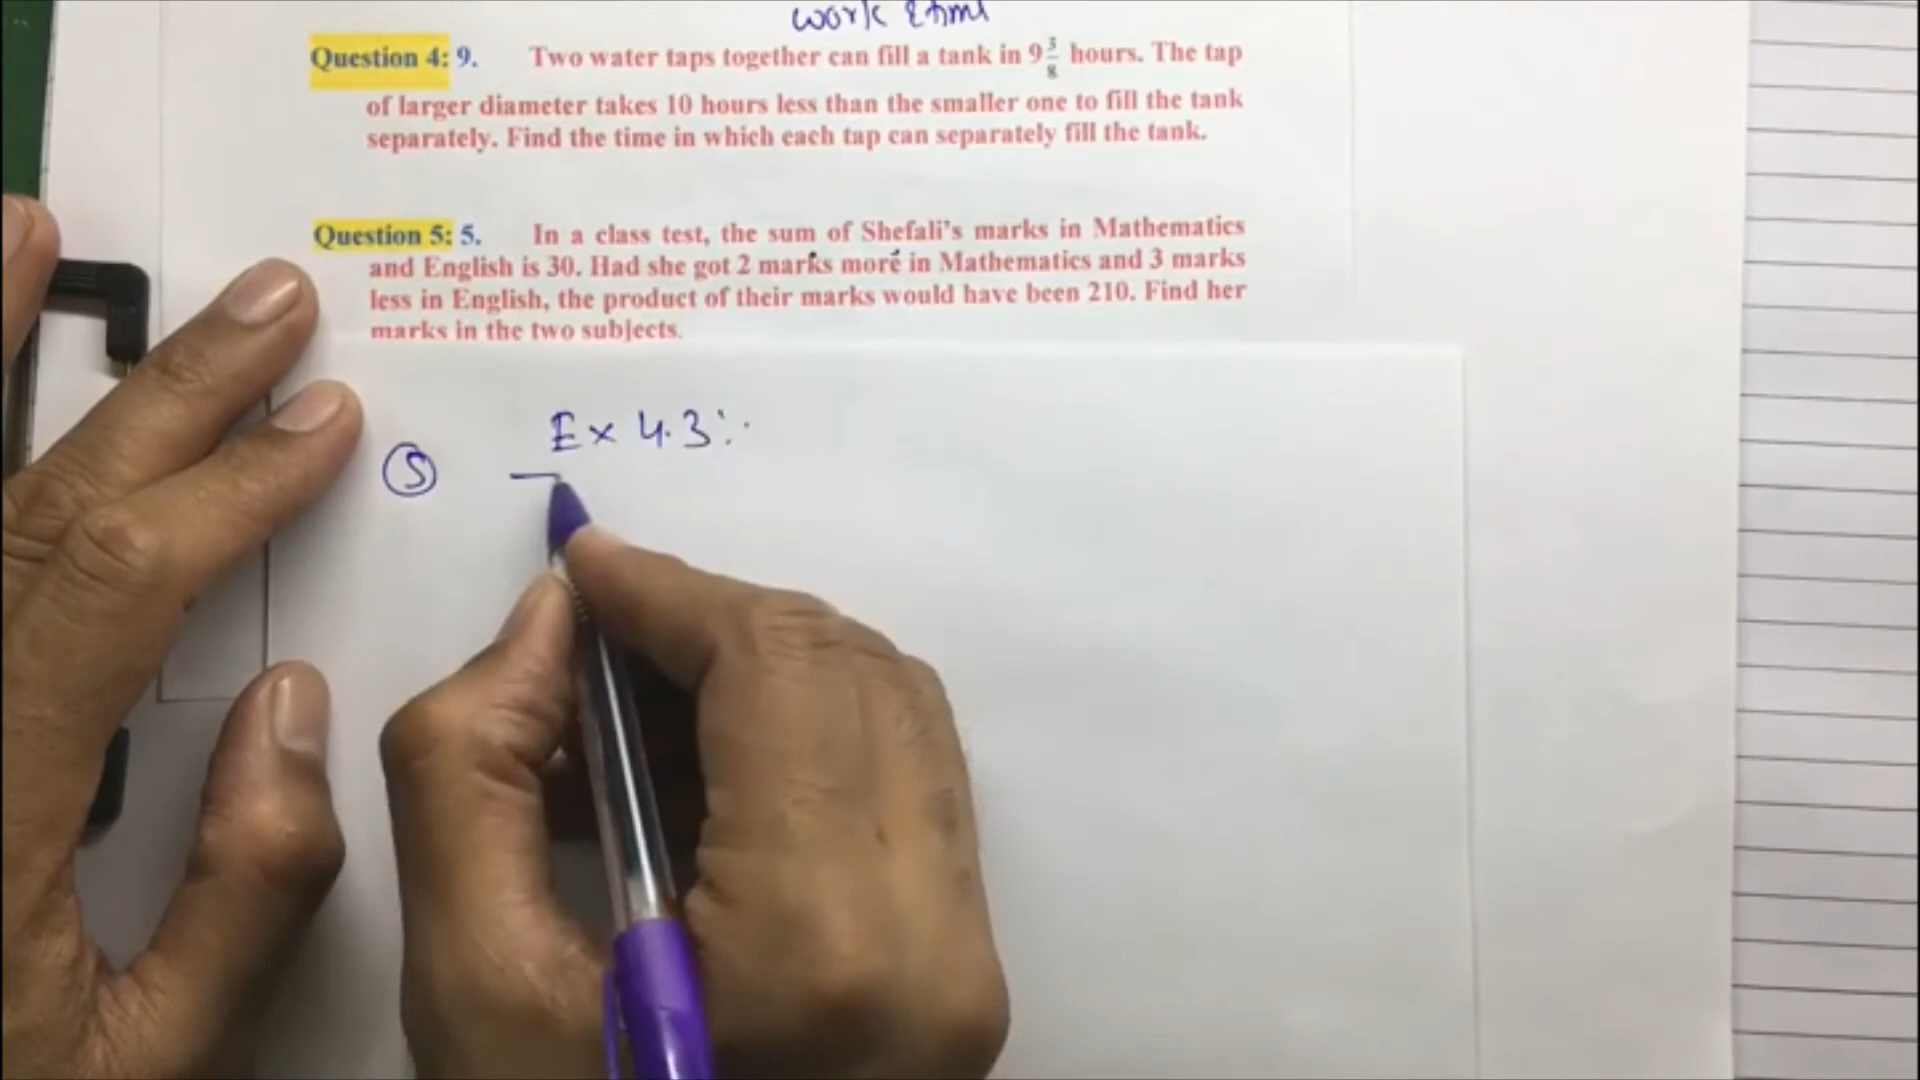 work & time
Question 4: 9. Two water taps together can fill a tank in 9 3/8 hours. The tap
of larger diameter takes 10 hours less than the smaller one to fill the tank
separately. Find the time in which each tap can separately fill the tank.
Question 5: 5. In a class test, the sum of Shefali's marks in Mathematics
and English is 30. Had she got 2 marks more in Mathematics and 3 marks
less in English, the product of their marks would have been 210. Find her
marks in the two subjects.
Ex 4.3:.
5